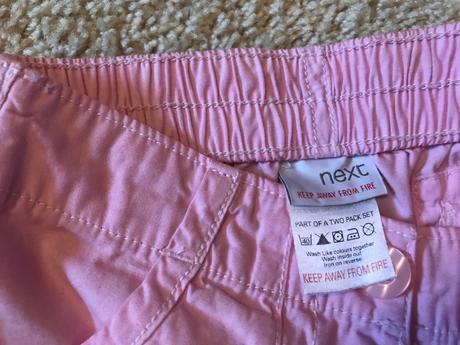 next
KEEP AWAY FROM FIRE
PART OF A TWO PACK SET
40
Wash Like colours together
Wash inside out
Iron on reverse
KEEP AWAY FROM FIRE